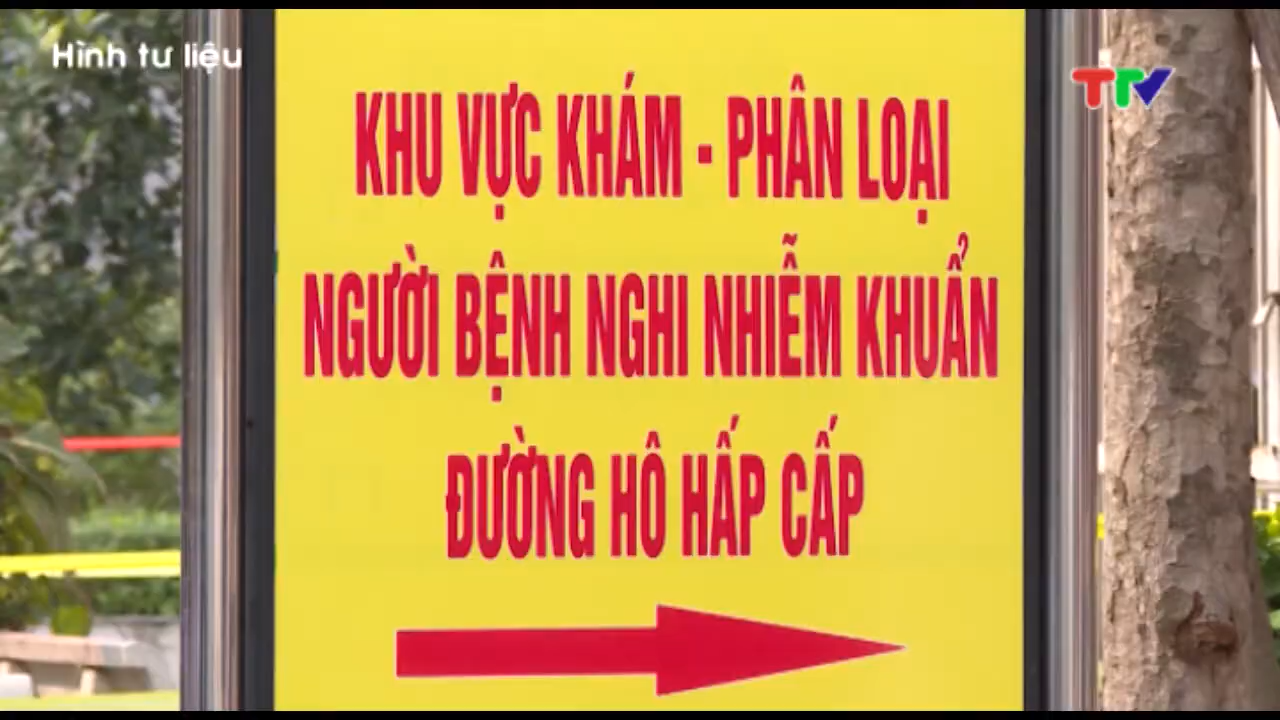 Hình tư liệu
TTV
KHU VỰC KHÁM - PHÂN LOẠI
NGƯỜI BỆNH NGHI NHIỄM KHUẨN
ĐƯỜNG HÔ HẤP CẤP